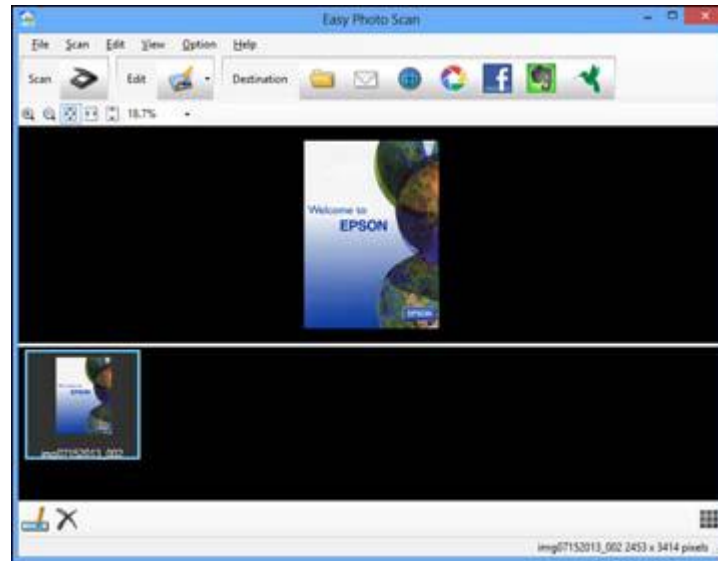 Easy Photo Scan
File Scan Edit View Option Help
Scan Edit Destination
18.7%
Welcome to
EPSON
EPSON
img07152013_002
img07152013_002 2453 x 3414 pixels